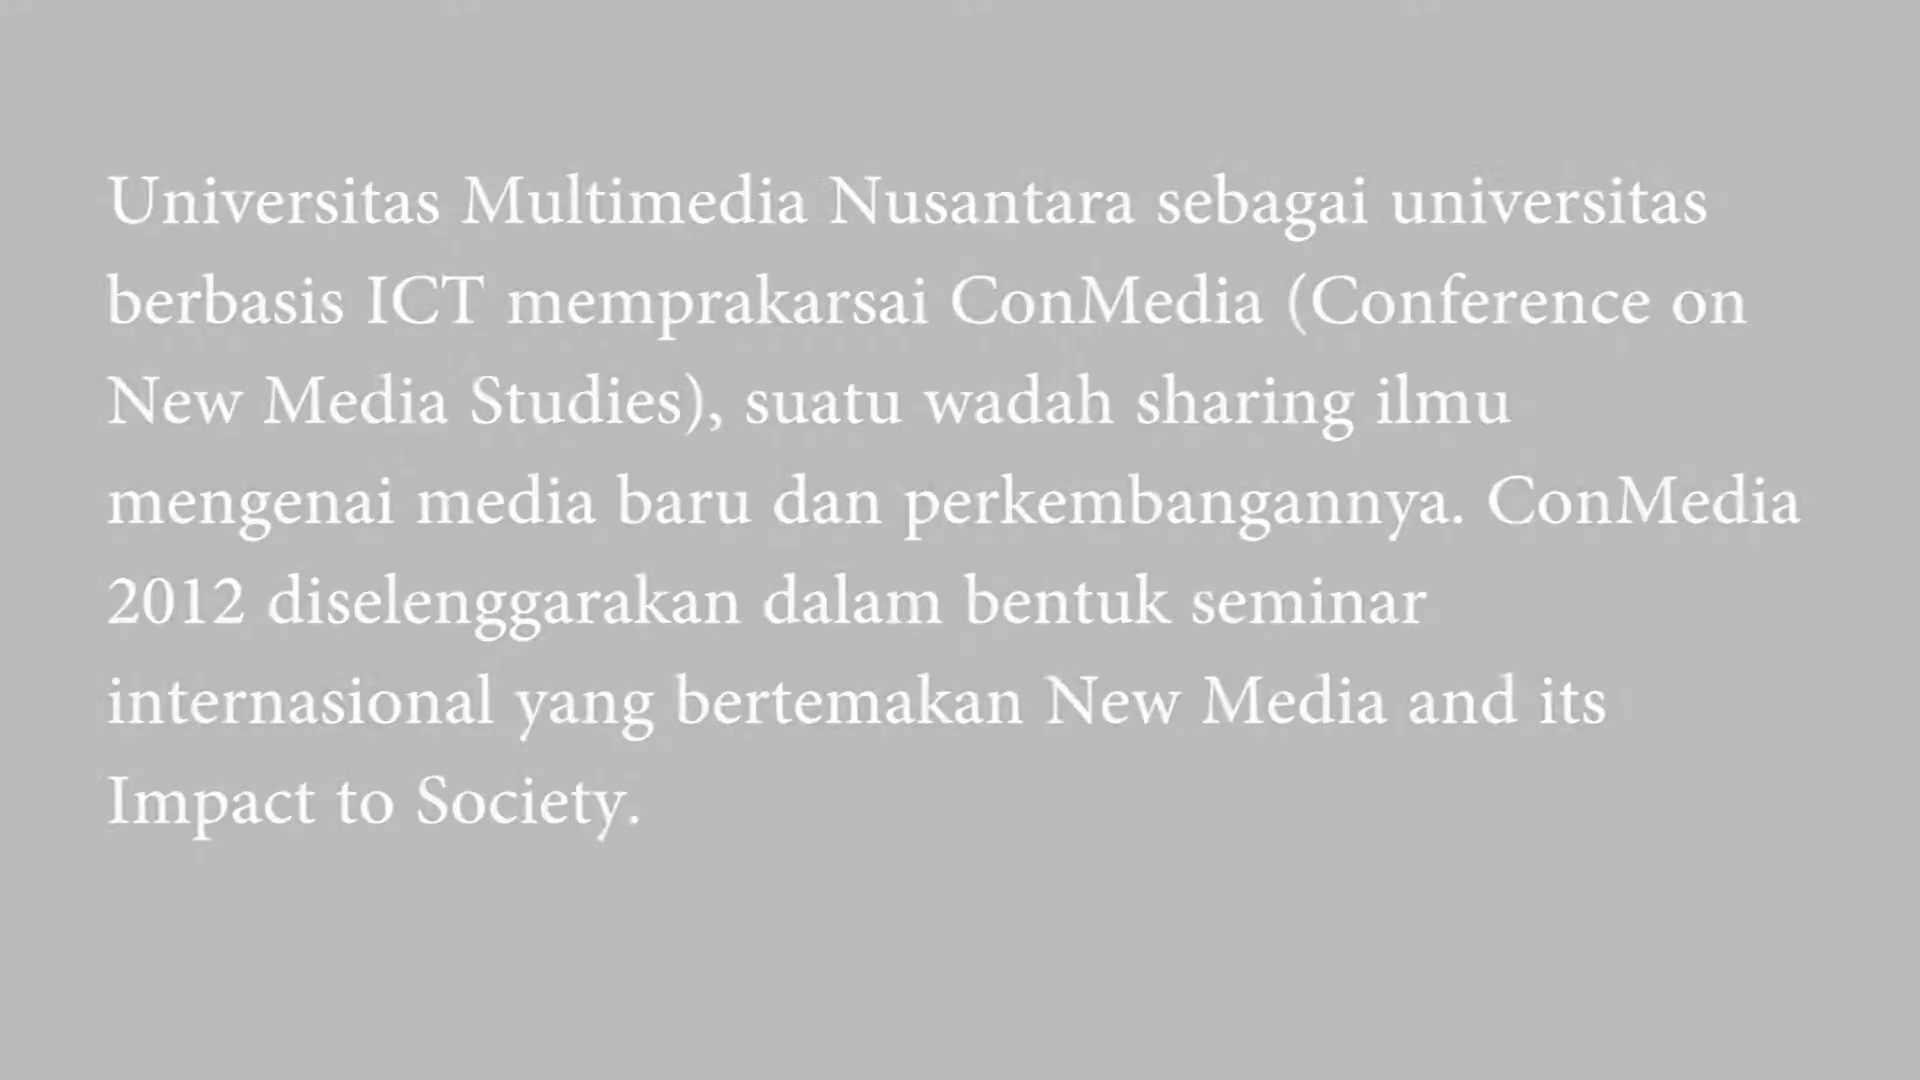 Universitas Multimedia Nusantara sebagai universitas
berbasis ICT memprakarsai ConMedia (Conference on
New Media Studies), suatu wadah sharing ilmu
mengenai media baru dan perkembangannya. ConMedia
2012 diselenggarakan dalam bentuk seminar
internasional yang bertemakan New Media and its
Impact to Society.